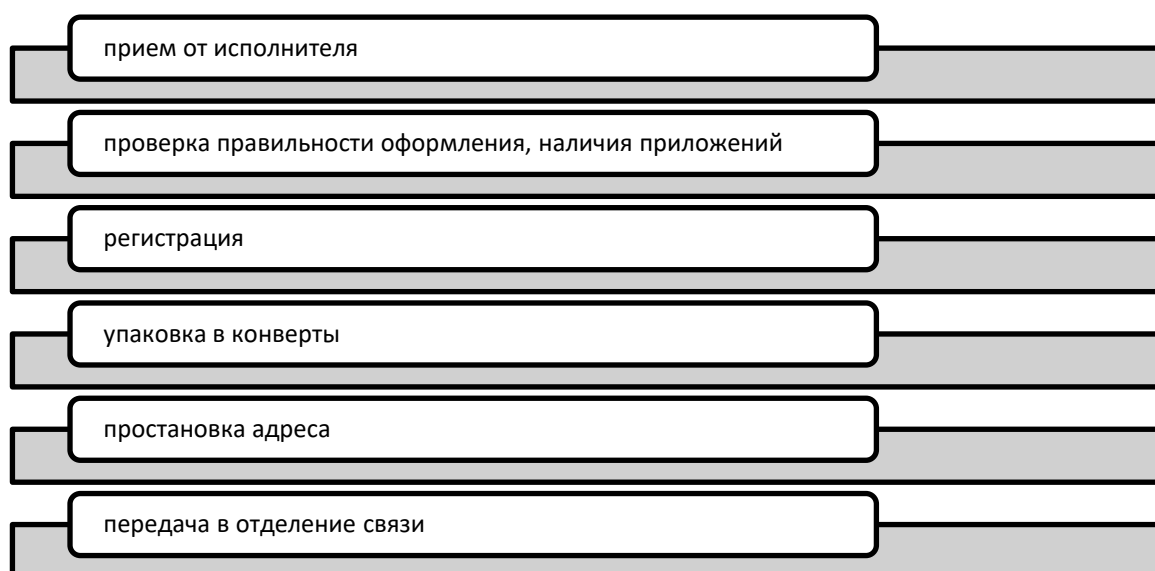 прием от исполнителя
проверка правильности оформления, наличия приложений
регистрация
упаковка в конверты
простановка адреса
передача в отделение связи